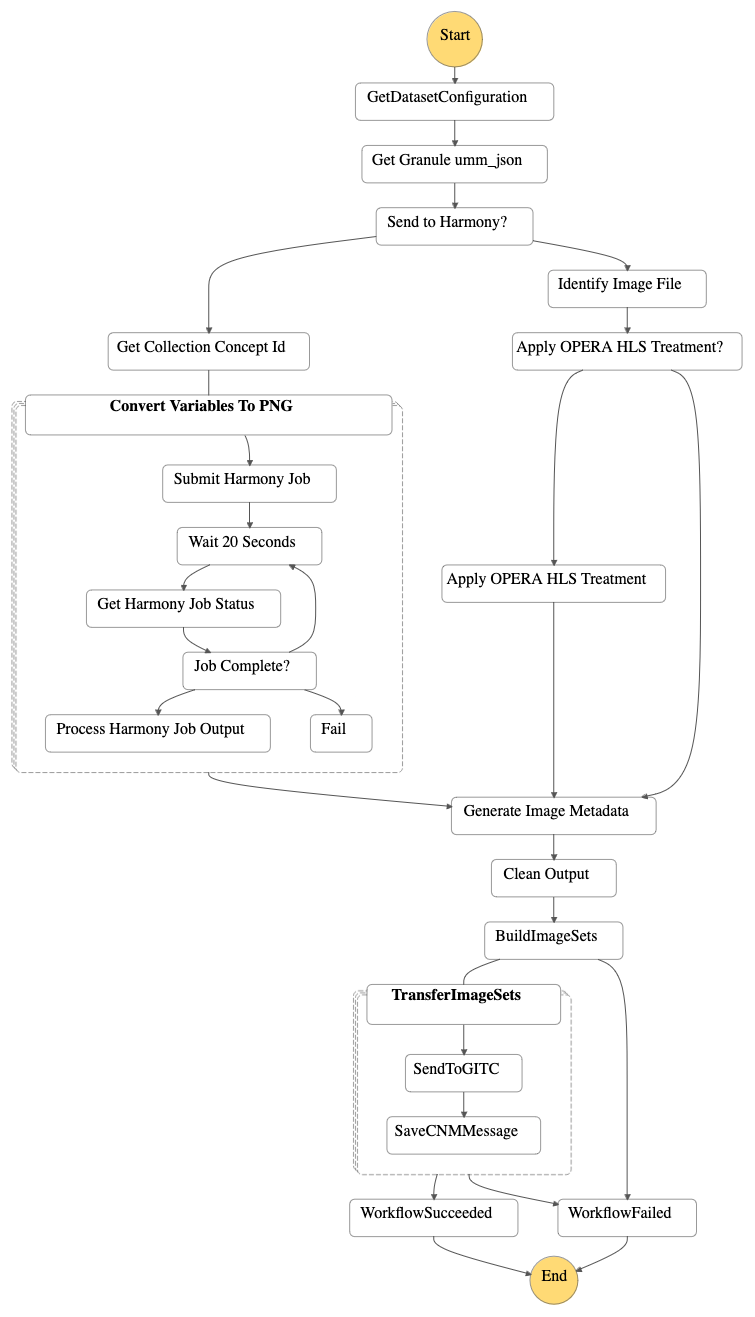 Start
GetDatasetConfiguration
Get Granule umm_json
Send to Harmony?
Identify Image File
Get Collection Concept Id
Apply OPERA HLS Treatment?
Convert Variables To PNG
Submit Harmony Job
Wait 20 Seconds
Apply OPERA HLS Treatment
Get Harmony Job Status
Job Complete?
Process Harmony Job Output
Fail
Generate Image Metadata
Clean Output
BuildImageSets
TransferImageSets
SendToGITC
SaveCNMMessage
WorkflowSucceeded
WorkflowFailed
End